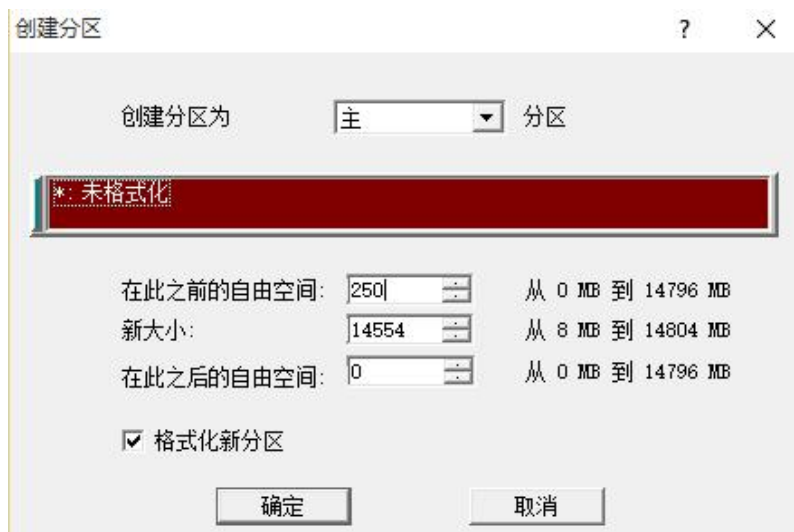 创建分区 ? ×
创建分区为 主 分区
*: 未格式化
在此之前的自由空间: 250 从 0 MB 到 14796 MB
新大小: 14554 从 8 MB 到 14804 MB
在此之后的自由空间: 0 从 0 MB 到 14796 MB
格式化新分区
确定 取消